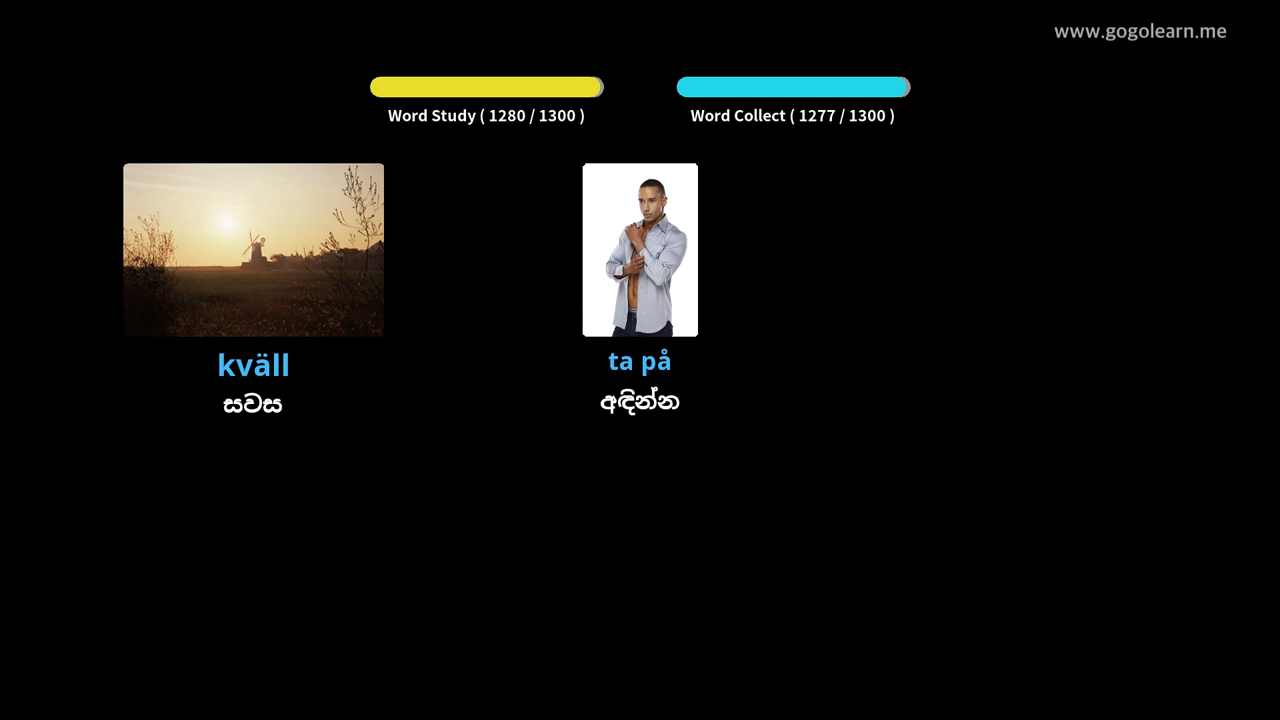 www.gogolearn.me
Word Study ( 1280 / 1300 )
Word Collect ( 1277 / 1300 )
kväll
සවස
ta på
අඳින්න